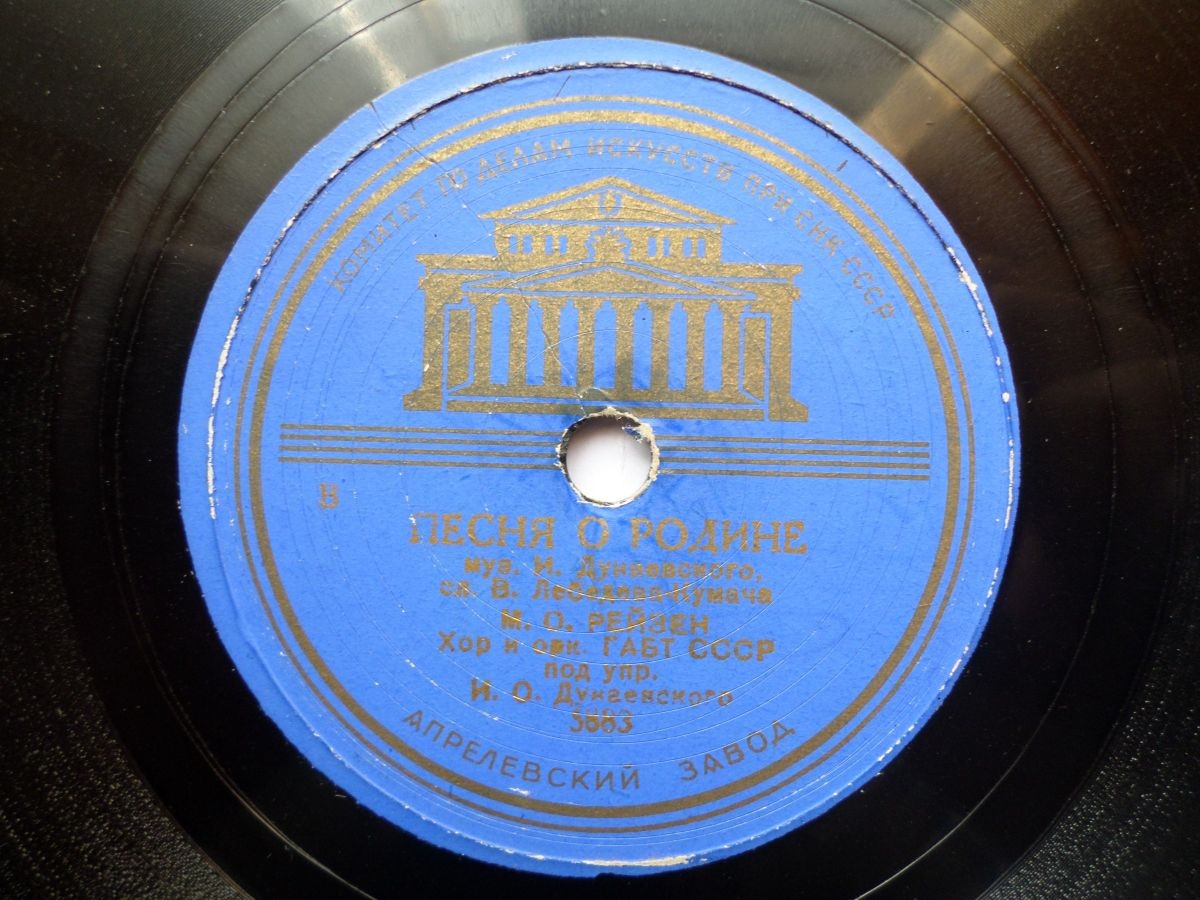 КОМИТЕТ ПО ДЕЛАМ ИСКУССТВ ПРИ СНК СССР
В
ПЕСНЯ О РОДИНЕ
муз. И. Дунаевского,
сл. В. Лебедева-Кумача
М. О. РЕЙЗЕН
Хор и орк. ГАБТ СССР
под упр.
И. О. Дунаевского
5883
АПРЕЛЕВСКИЙ ЗАВОД